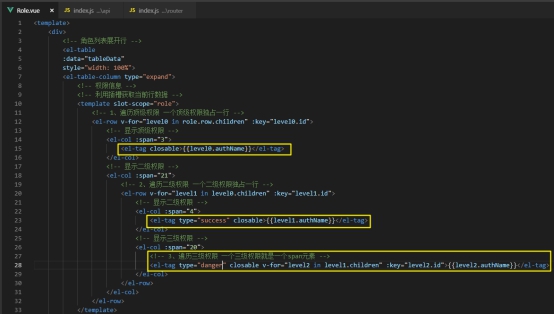 Role.vue × JS index.js ...\api JS index.js ...\router
1 <template>
2 <div>
3 <!-- 角色列表展开行 -->
4 <el-table
5 :data="tableData"
6 style="width: 100%">
7 <el-table-column type="expand">
8 <!-- 权限信息 -->
9 <!-- 利用插槽获取当前行数据 -->
10 <template slot-scope="role">
11 <!-- 1、遍历顶级权限 一个顶级权限独占一行 -->
12 <el-row v-for="level0 in role.row.children" :key="level0.id">
13 <!-- 显示顶级权限 -->
14 <el-col :span="3">
15 <el-tag closable>{{level0.authName}}</el-tag>
16 </el-col>
17 <!-- 显示二级权限 -->
18 <el-col :span="21">
19 <!-- 2、遍历二级权限 一个二级权限独占一行 -->
20 <el-row v-for="level1 in level0.children" :key="level1.id">
21 <!-- 显示二级权限 -->
22 <el-col :span="4">
23 <el-tag type="success" closable>{{level1.authName}}</el-tag>
24 </el-col>
25 <!-- 显示三级权限 -->
26 <el-col :span="20">
27 <!-- 3、遍历三级权限 一个三级权限就是一个span元素 -->
28 <el-tag type="danger" closable v-for="level2 in level1.children" :key="level2.id">{{level2.authName}}</el-tag>
29 </el-col>
30 </el-row>
31 </el-col>
32 </el-row>
33 </template>